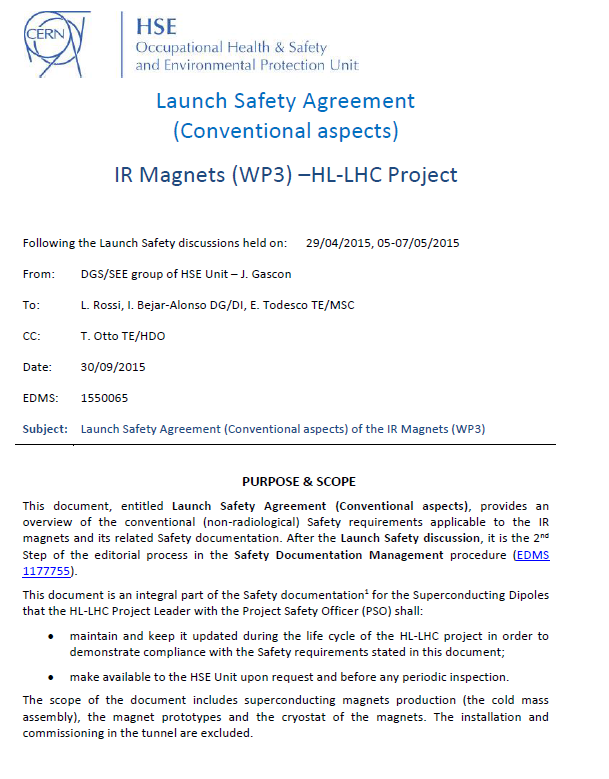 CERN
HSE
Occupational Health & Safety
and Environmental Protection Unit
Launch Safety Agreement
(Conventional aspects)
IR Magnets (WP3) –HL-LHC Project
Following the Launch Safety discussions held on: 29/04/2015, 05-07/05/2015
From: DGS/SEE group of HSE Unit – J. Gascon
To: L. Rossi, I. Bejar-Alonso DG/DI, E. Todesco TE/MSC
CC: T. Otto TE/HDO
Date: 30/09/2015
EDMS: 1550065
Subject: Launch Safety Agreement (Conventional aspects) of the IR Magnets (WP3)
PURPOSE & SCOPE
This document, entitled Launch Safety Agreement (Conventional aspects), provides an
overview of the conventional (non-radiological) Safety requirements applicable to the IR
magnets and its related Safety documentation. After the Launch Safety discussion, it is the 2nd
Step of the editorial process in the Safety Documentation Management procedure (EDMS
1177755).
This document is an integral part of the Safety documentation1 for the Superconducting Dipoles
that the HL-LHC Project Leader with the Project Safety Officer (PSO) shall:
• maintain and keep it updated during the life cycle of the HL-LHC project in order to
demonstrate compliance with the Safety requirements stated in this document;
• make available to the HSE Unit upon request and before any periodic inspection.
The scope of the document includes superconducting magnets production (the cold mass
assembly), the magnet prototypes and the cryostat of the magnets. The installation and
commissioning in the tunnel are excluded.